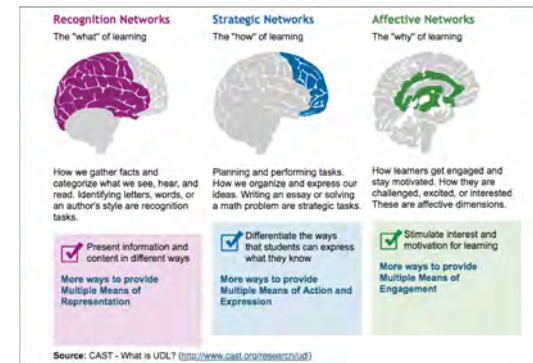 Recognition Networks
The "what" of learning
How we gather facts and
categorize what we see, hear, and
read. Identifying letters, words, or
an author's style are recognition
tasks.
Present information and
content in different ways
More ways to provide
Multiple Means of
Representation
Strategic Networks
The "how" of learning
Planning and performing tasks.
How we organize and express our
ideas. Writing an essay or solving
a math problem are strategic tasks.
Differentiate the ways
that students can express
what they know
More ways to provide
Multiple Means of Action and
Expression
Affective Networks
The "why" of learning
How learners get engaged and
stay motivated. How they are
challenged, excited, or interested
These are affective dimensions.
Stimulate interest and
motivation for learning
More ways to provide
Multiple Means of
Engagement
Source: CAST - What is UDL? (http://www.cast.org/research/udl)